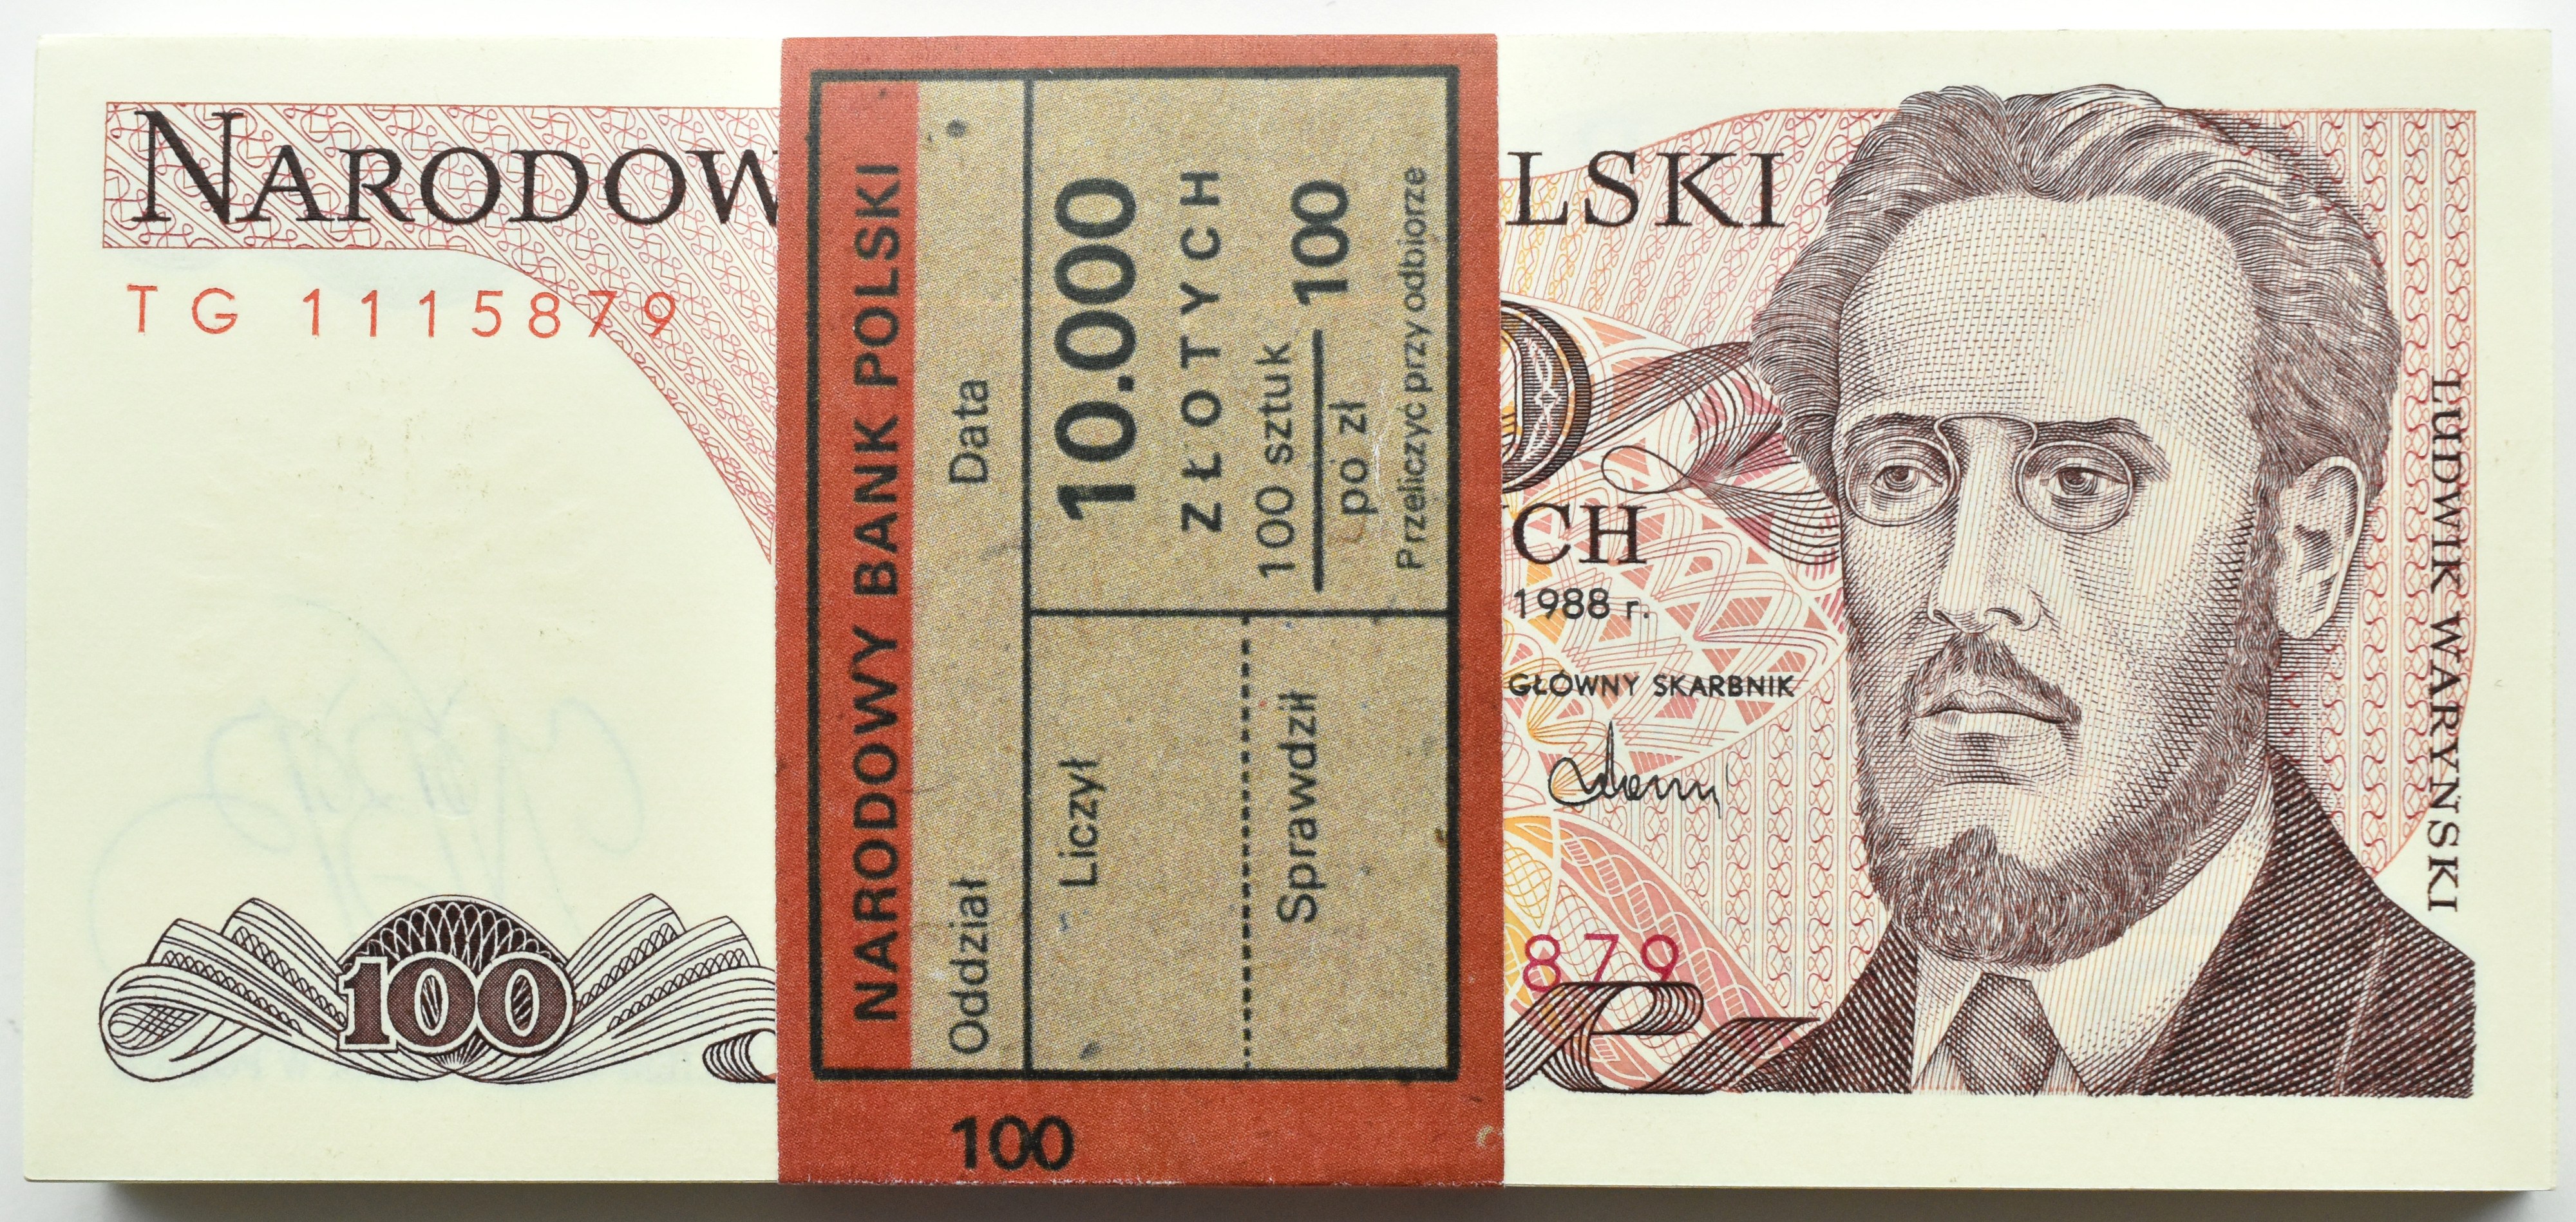 NARODOW
LSKI
TG 1115879
CH
1988 r.
GŁÓWNY SKARBNIK
879
100
LUDWIK WARYŃSKI
NARODOWY BANK POLSKI
Oddział Data
10.000
ZŁOTYCH
100 sztuk
po zł 100
Przeliczyć przy odbiorze
Liczył
Sprawdził
100